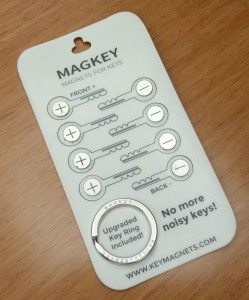 MAGKEY
MAGNETS FOR KEYS
FRONT +
+ −
+ −
+ −
+ −
BACK -
Upgraded
Key Ring
Included!
No more
noisy keys!
WWW.KEYMAGNETS.COM